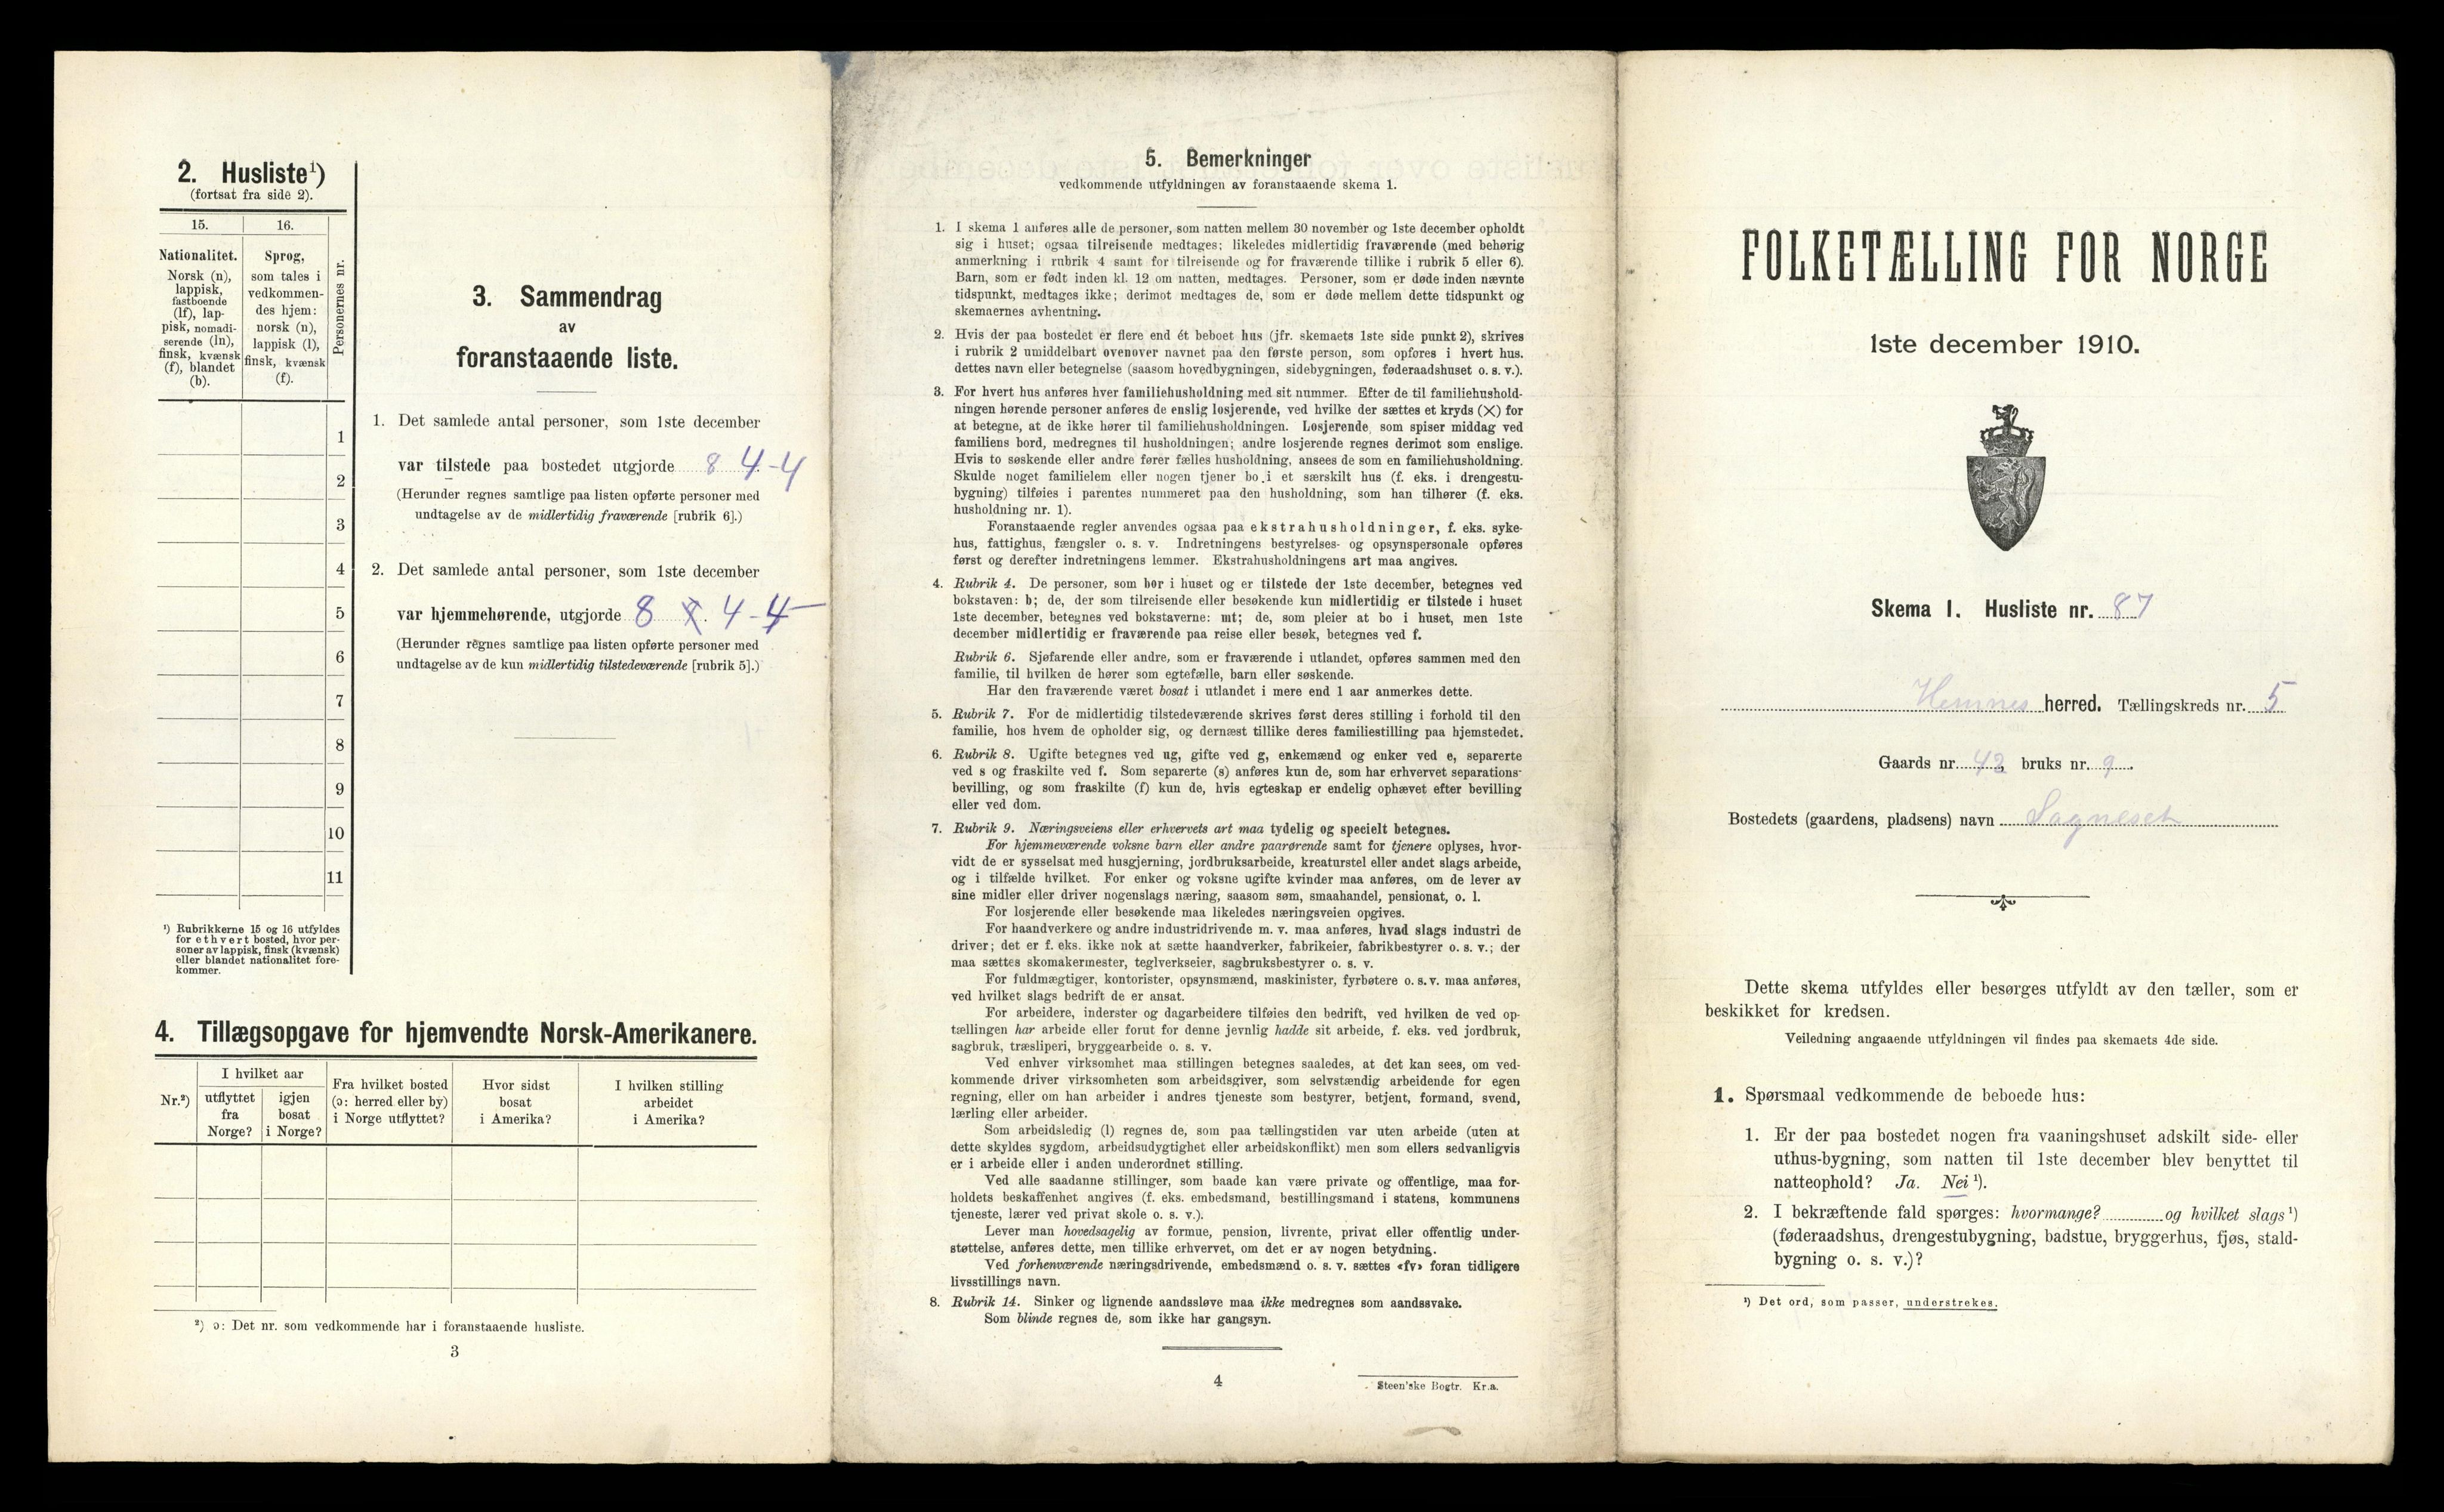 2. Husliste¹)
(fortsat fra side 2).
15.
16.
Personernes nr.
Nationalitet.
Norsk (n),
lappisk,
fastboende
(lf), lap-
pisk, nomadi-
serende (ln),
finsk, kvænsk
(f), blandet
(b).
Sprog,
som tales i
vedkommen-
des hjem:
norsk (n),
lappisk (l),
finsk, kvænsk
(f).
1
2
3
4
5
6
7
8
9
10
11
¹) Rubrikkerne 15 og 16 utfyldes
for ethvert bosted, hvor per-
soner av lappisk, finsk (kvænsk)
eller blandet nationalitet fore-
kommer.
3. Sammendrag
av
foranstaaende liste.
1. Det samlede antal personer, som 1ste december
var tilstede paa bostedet utgjorde 8 4-4
(Herunder regnes samtlige paa listen opførte personer med
undtagelse av de midlertidig fraværende [rubrik 6].)
2. Det samlede antal personer, som 1ste december
var hjemmehørende, utgjorde 8 4-4
(Herunder regnes samtlige paa listen opførte personer med
undtagelse av de kun midlertidig tilstedeværende [rubrik 5].)
4. Tillægsopgave for hjemvendte Norsk-Amerikanere.
Nr.²)
I hvilket aar
utflyttet
fra
Norge?
igjen
bosat
i Norge?
Fra hvilket bosted
(ɔ: herred eller by)
i Norge utflyttet?
Hvor sidst
bosat
i Amerika?
I hvilken stilling
arbeidet
i Amerika?
²) ɔ: Det nr. som vedkommende har i foranstaaende husliste.
3
5. Bemerkninger
vedkommende utfyldningen av foranstaaende skema 1.
1. I skema 1 anføres alle de personer, som natten mellem 30 november og 1ste december opholdt
sig i huset; ogsaa tilreisende medtages; likeledes midlertidig fraværende (med behørig
anmerkning i rubrik 4 samt for tilreisende og for fraværende tillike i rubrik 5 eller 6).
Barn, som er født inden kl. 12 om natten, medtages. Personer, som er døde inden nævnte
tidspunkt, medtages ikke; derimot medtages de, som er døde mellem dette tidspunkt og
skemaernes avhentning.
2. Hvis der paa bostedet er flere end ét beboet hus (jfr. skemaets 1ste side punkt 2), skrives
i rubrik 2 umiddelbart ovenover navnet paa den første person, som opføres i hvert hus.
dettes navn eller betegnelse (saasom hovedbygningen, sidebygningen, føderaadshuset o. s. v.).
3. For hvert hus anføres hver familiehusholdning med sit nummer. Efter de til familiehushold-
ningen hørende personer anføres de enslig losjerende, ved hvilke der sættes et kryds (✕) for
at betegne, at de ikke hører til familiehusholdningen. Losjerende, som spiser middag ved
familiens bord, medregnes til husholdningen; andre losjerende regnes derimot som enslige.
Hvis to søskende eller andre fører fælles husholdning, ansees de som en familiehusholdning.
Skulde noget familielem eller nogen tjener bo i et særskilt hus (f. eks. i drengestu-
bygning) tilføies i parentes nummeret paa den husholdning, som han tilhører (f. eks.
husholdning nr. 1).
Foranstaaende regler anvendes ogsaa paa ekstrahusholdninger, f. eks. syke-
hus, fattighus, fængsler o. s. v. Indretningens bestyrelses- og opsynspersonale opføres
først og derefter indretningens lemmer. Ekstrahusholdningens art maa angives.
4. Rubrik 4. De personer, som bor i huset og er tilstede der 1ste december, betegnes ved
bokstaven: b; de, der som tilreisende eller besøkende kun midlertidig er tilstede i huset
1ste december, betegnes ved bokstaverne: mt; de, som pleier at bo i huset, men 1ste
december midlertidig er fraværende paa reise eller besøk, betegnes ved f.
Rubrik 6. Sjøfarende eller andre, som er fraværende i utlandet, opføres sammen med den
familie, til hvilken de hører som egtefælle, barn eller søskende.
Har den fraværende været bosat i utlandet i mere end 1 aar anmerkes dette.
5. Rubrik 7. For de midlertidig tilstedeværende skrives først deres stilling i forhold til den
familie, hos hvem de opholder sig, og dernæst tillike deres familiestilling paa hjemstedet.
6. Rubrik 8. Ugifte betegnes ved ug, gifte ved g, enkemænd og enker ved e, separerte
ved s og fraskilte ved f. Som separerte (s) anføres kun de, som har erhvervet separations-
bevilling, og som fraskilte (f) kun de, hvis egteskap er endelig ophævet efter bevilling
eller ved dom.
7. Rubrik 9. Næringsveiens eller erhvervets art maa tydelig og specielt betegnes.
For hjemmeværende voksne barn eller andre paarørende samt for tjenere oplyses, hvor-
vidt de er sysselsat med husgjerning, jordbruksarbeide, kreaturstel eller andet slags arbeide,
og i tilfælde hvilket. For enker og voksne ugifte kvinder maa anføres, om de lever av
sine midler eller driver nogenslags næring, saasom søm, smaahandel, pensionat, o. l.
For losjerende eller besøkende maa likeledes næringsveien opgives.
For haandverkere og andre industridrivende m. v. maa anføres, hvad slags industri de
driver; det er f. eks. ikke nok at sætte haandverker, fabrikeier, fabrikbestyrer o. s. v.; der
maa sættes skomakermester, teglverkseier, sagbruksbestyrer o. s. v.
For fuldmægtiger, kontorister, opsynsmænd, maskinister, fyrbøtere o. s. v. maa anføres,
ved hvilket slags bedrift de er ansat.
For arbeidere, inderster og dagarbeidere tilføies den bedrift, ved hvilken de ved op-
tællingen har arbeide eller forut for denne jevnlig hadde sit arbeide, f. eks. ved jordbruk,
sagbruk, træsliperi, bryggearbeide o. s. v.
Ved enhver virksomhet maa stillingen betegnes saaledes, at det kan sees, om ved-
kommende driver virksomheten som arbeidsgiver, som selvstændig arbeidende for egen
regning, eller om han arbeider i andres tjeneste som bestyrer, betjent, formand, svend,
lærling eller arbeider.
Som arbeidsledig (l) regnes de, som paa tællingstiden var uten arbeide (uten at
dette skyldes sygdom, arbeidsudygtighet eller arbeidskonflikt) men som ellers sedvanligvis
er i arbeide eller i anden underordnet stilling.
Ved alle saadanne stillinger, som baade kan være private og offentlige, maa for-
holdets beskaffenhet angives (f. eks. embedsmand, bestillingsmand i statens, kommunens
tjeneste, lærer ved privat skole o. s. v.).
Lever man hovedsagelig av formue, pension, livrente, privat eller offentlig under-
støttelse, anføres dette, men tillike erhvervet, om det er av nogen betydning.
Ved forhenværende næringsdrivende, embedsmænd o. s. v. sættes «fv» foran tidligere
livsstillings navn.
8. Rubrik 14. Sinker og lignende aandssløve maa ikke medregnes som aandssvake.
Som blinde regnes de, som ikke har gangsyn.
4
Steen'ske Bogtr. Kr.a.
FOLKETÆLLING FOR NORGE
1ste december 1910.
Skema I. Husliste nr. 87
Hemnes herred. Tællingskreds nr. 5
Gaards nr. 42, bruks nr. 9.
Bostedets (gaardens, pladsens) navn Sagneset
Dette skema utfyldes eller besørges utfyldt av den tæller, som er
beskikket for kredsen.
Veiledning angaaende utfyldningen vil findes paa skemaets 4de side.
1. Spørsmaal vedkommende de beboede hus:
1. Er der paa bostedet nogen fra vaaningshuset adskilt side- eller
uthus-bygning, som natten til 1ste december blev benyttet til
natteophold? Ja. Nei ¹).
2. I bekræftende fald spørges: hvormange? og hvilket slags ¹)
(føderaadshus, drengestubygning, badstue, bryggerhus, fjøs, stald-
bygning o. s. v.)?
¹) Det ord, som passer, understrekes.